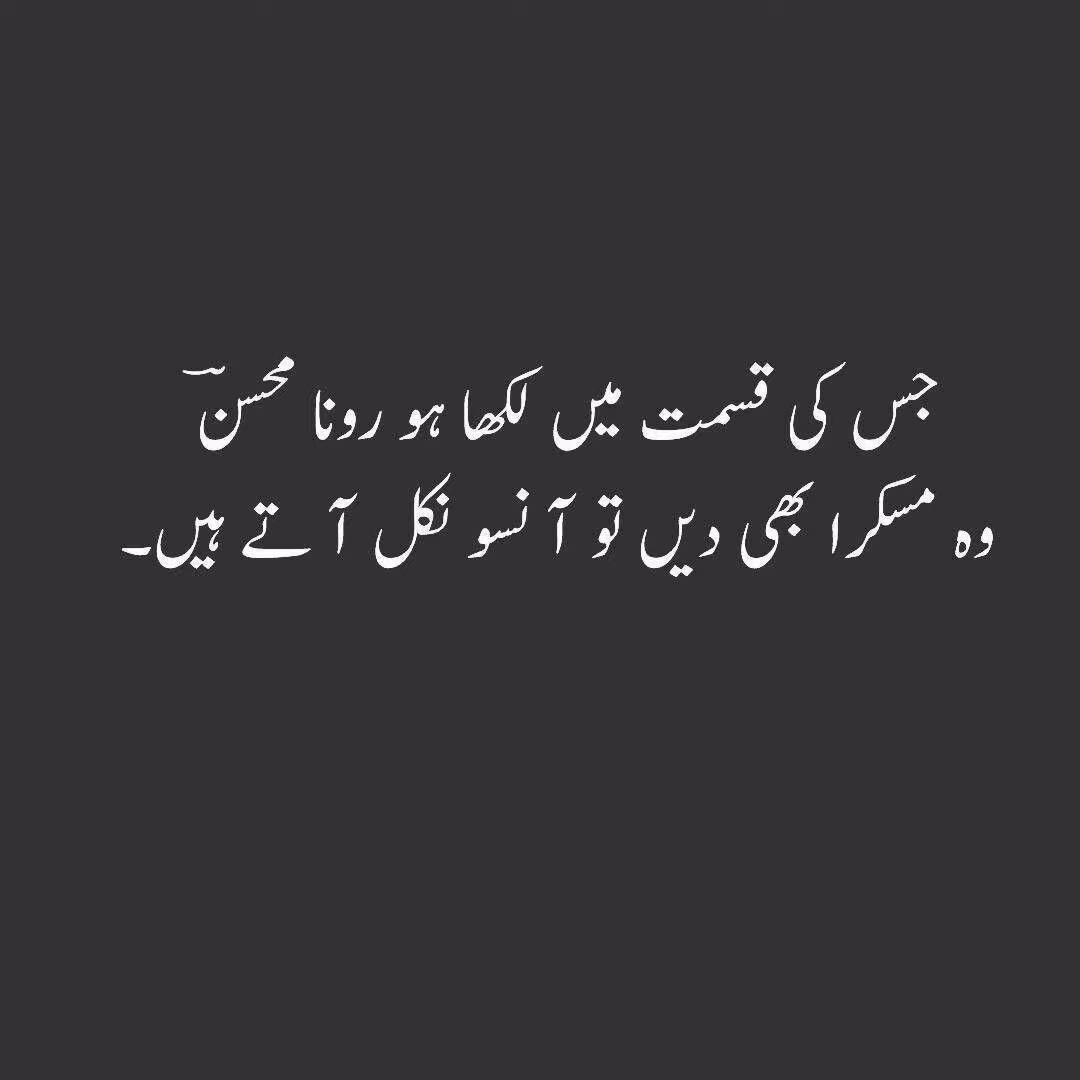 جس کی قسمت میں لکھا ہو رونا محسنؔ
وہ مسکرا بھی دیں تو آنسو نکل آتے ہیں۔